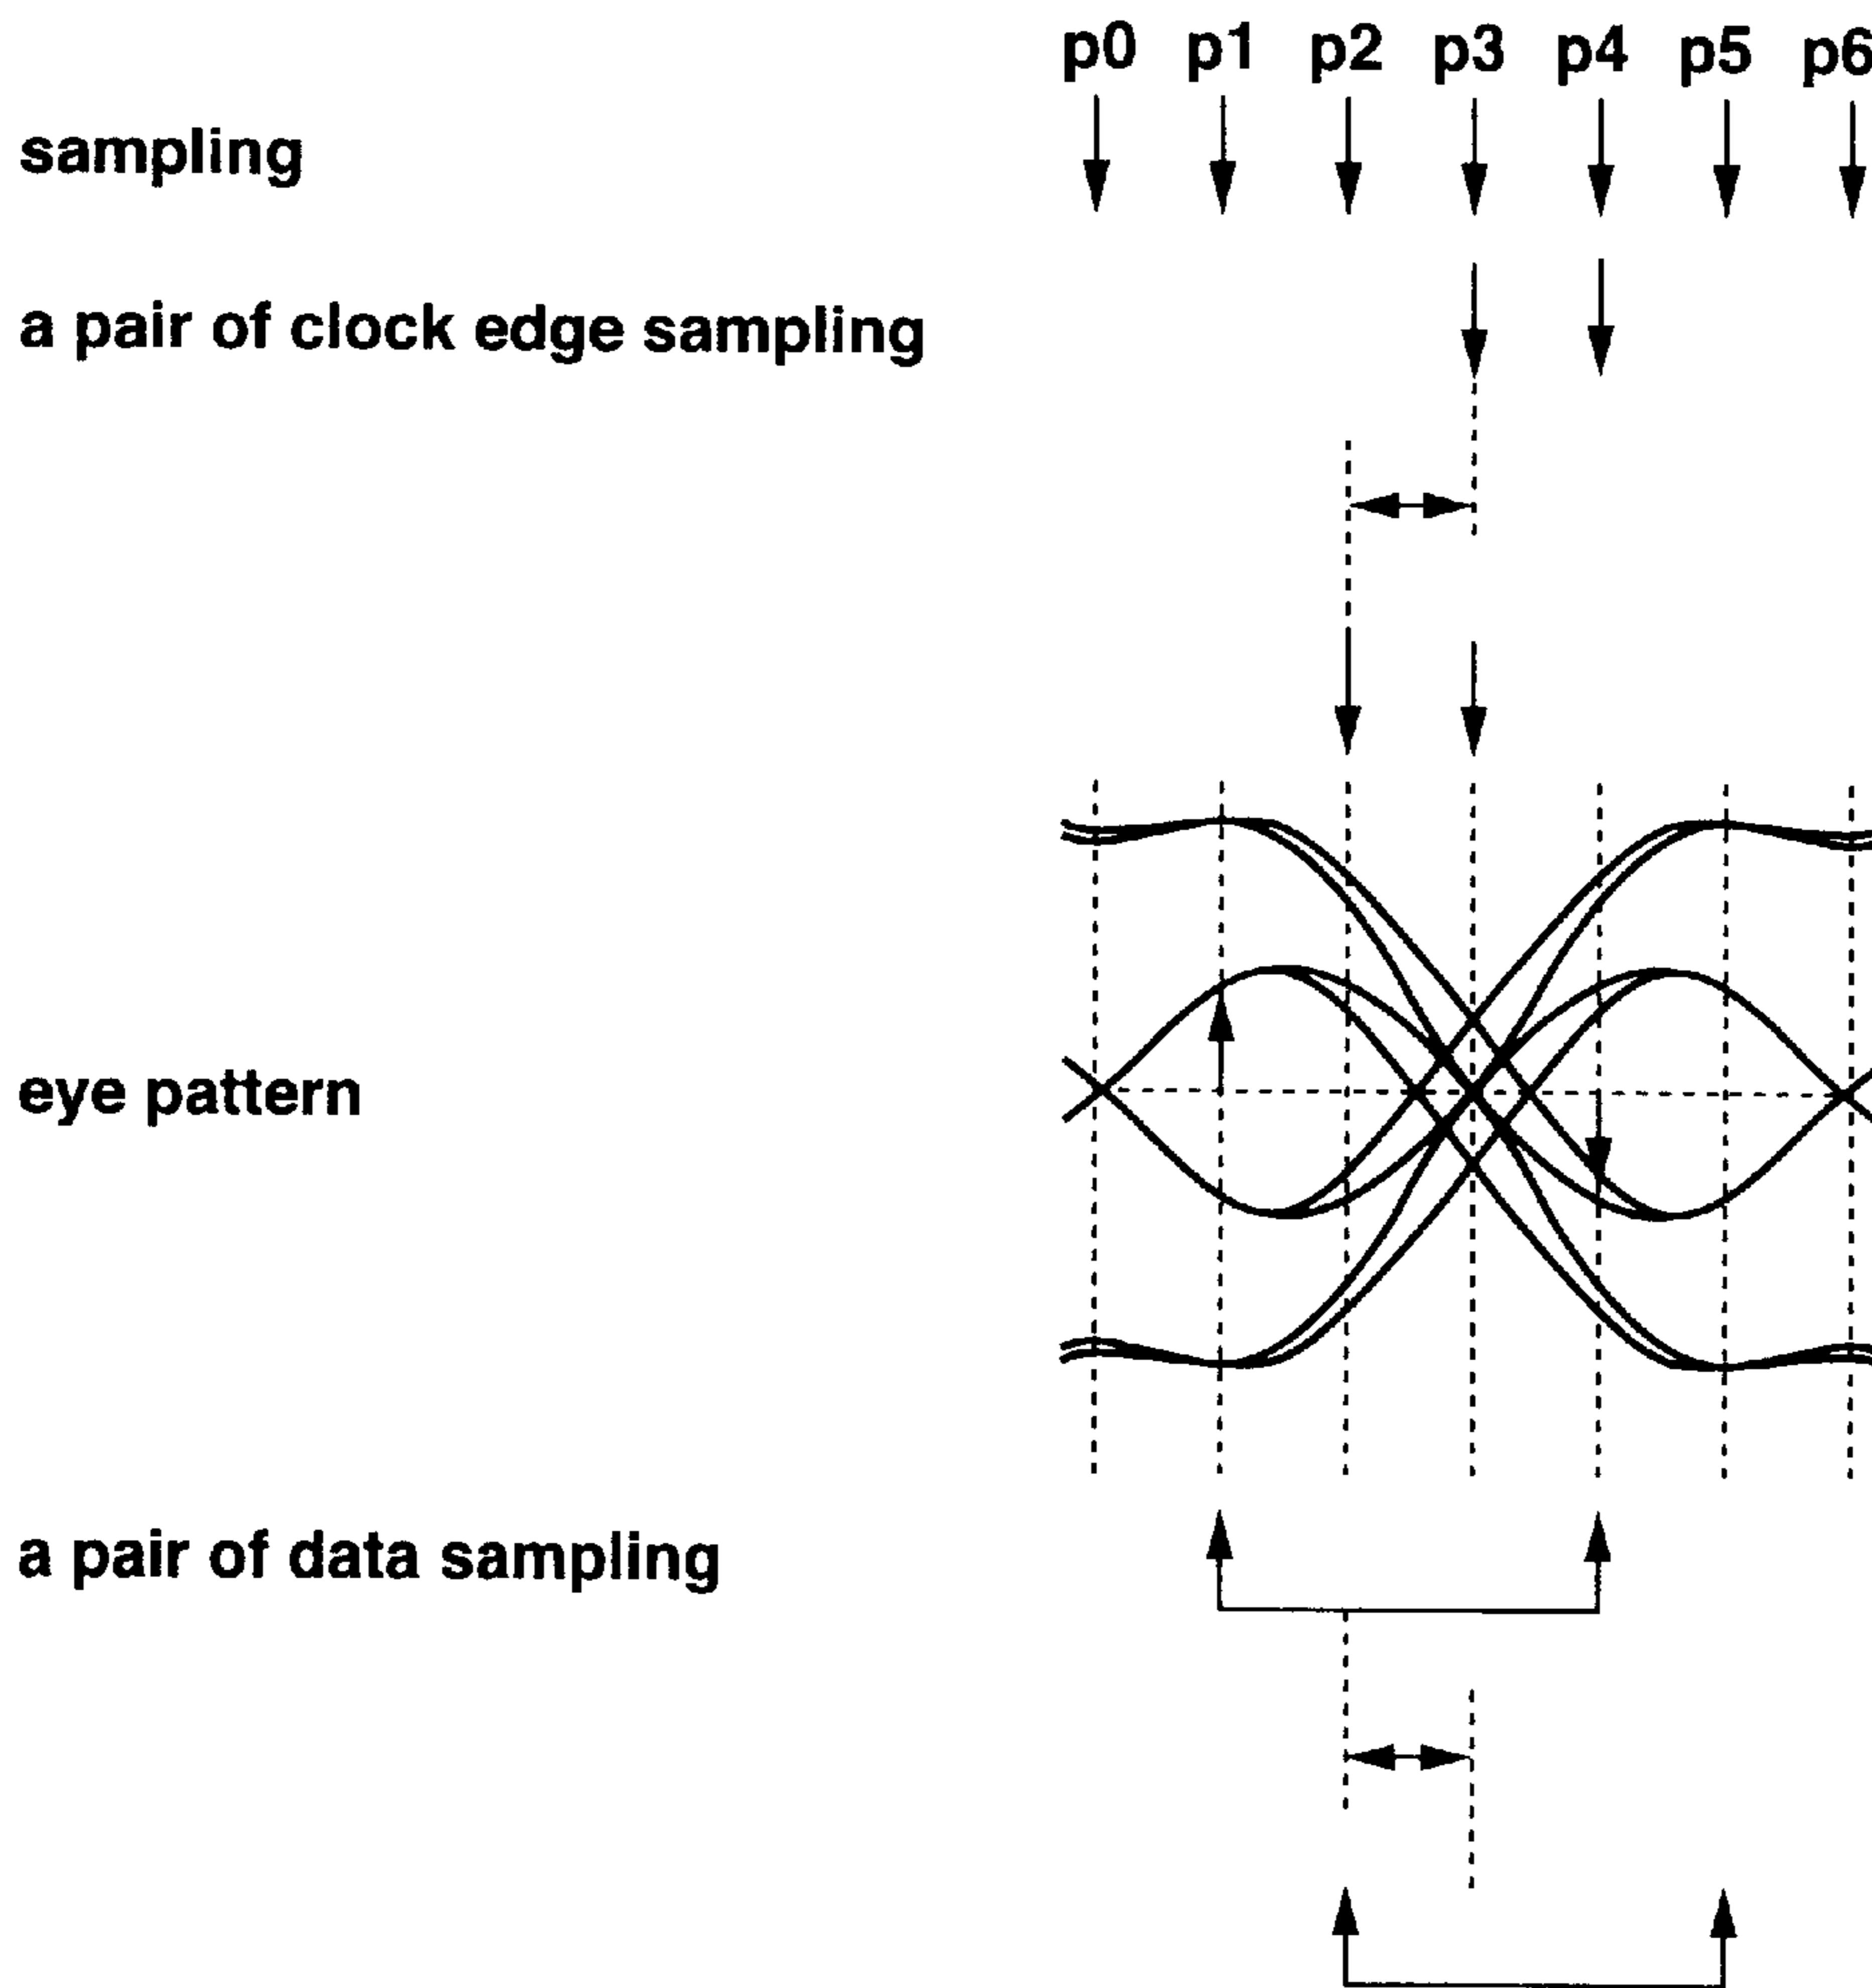 p0 p1 p2 p3 p4 p5 p6
sampling
a pair of clock edge sampling
eye pattern
a pair of data sampling